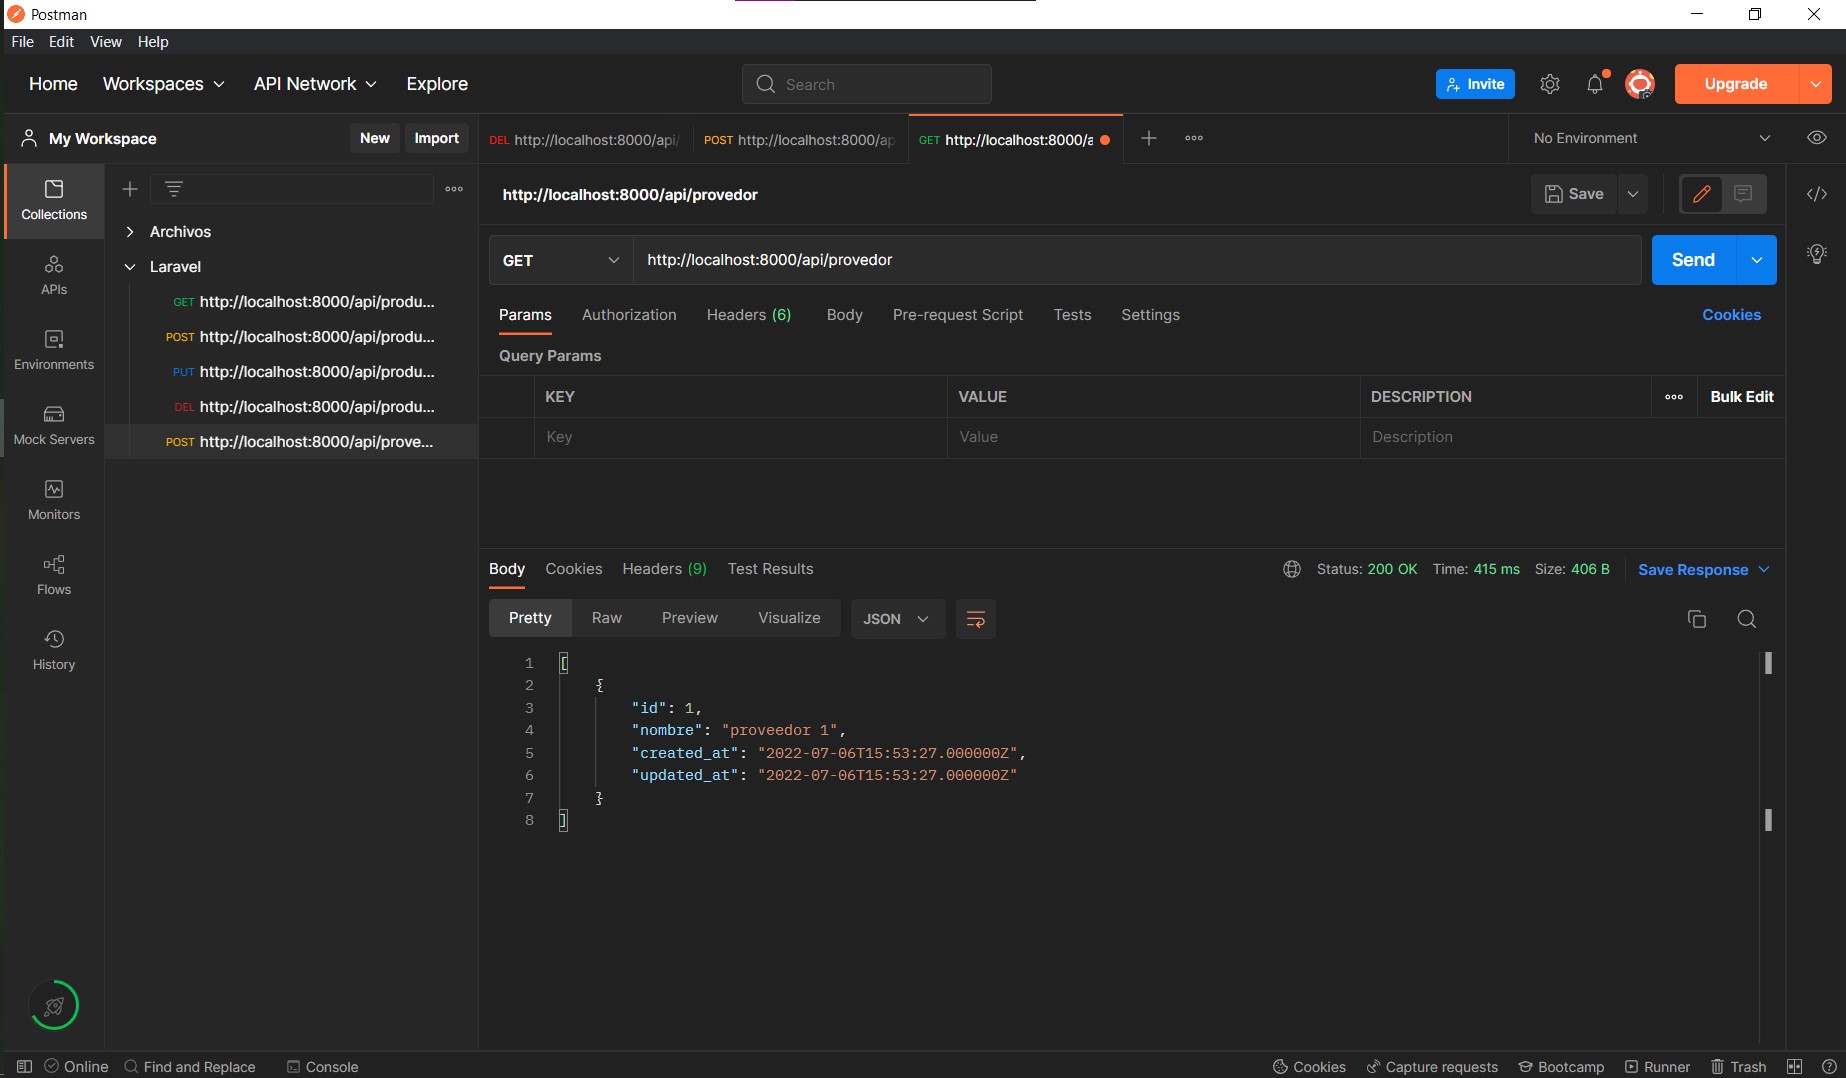 Postman
File Edit View Help
Home Workspaces API Network Explore Search Invite Upgrade
My Workspace New Import DEL http://localhost:8000/api/ POST http://localhost:8000/ap GET http://localhost:8000/a No Environment
Collections
APIs
Environments
Mock Servers
Monitors
Flows
History
Archivos
Laravel
GET http://localhost:8000/api/produ...
POST http://localhost:8000/api/produ...
PUT http://localhost:8000/api/produ...
DEL http://localhost:8000/api/produ...
POST http://localhost:8000/api/prove...
http://localhost:8000/api/provedor Save
GET http://localhost:8000/api/provedor Send
Params Authorization Headers (6) Body Pre-request Script Tests Settings Cookies
Query Params
KEY VALUE DESCRIPTION Bulk Edit
Key Value Description
Body Cookies Headers (9) Test Results Status: 200 OK Time: 415 ms Size: 406 B Save Response
Pretty Raw Preview Visualize JSON
1 [
2 {
3 "id": 1,
4 "nombre": "proveedor 1",
5 "created_at": "2022-07-06T15:53:27.000000Z",
6 "updated_at": "2022-07-06T15:53:27.000000Z"
7 }
8 ]
Online Find and Replace Console Cookies Capture requests Bootcamp Runner Trash